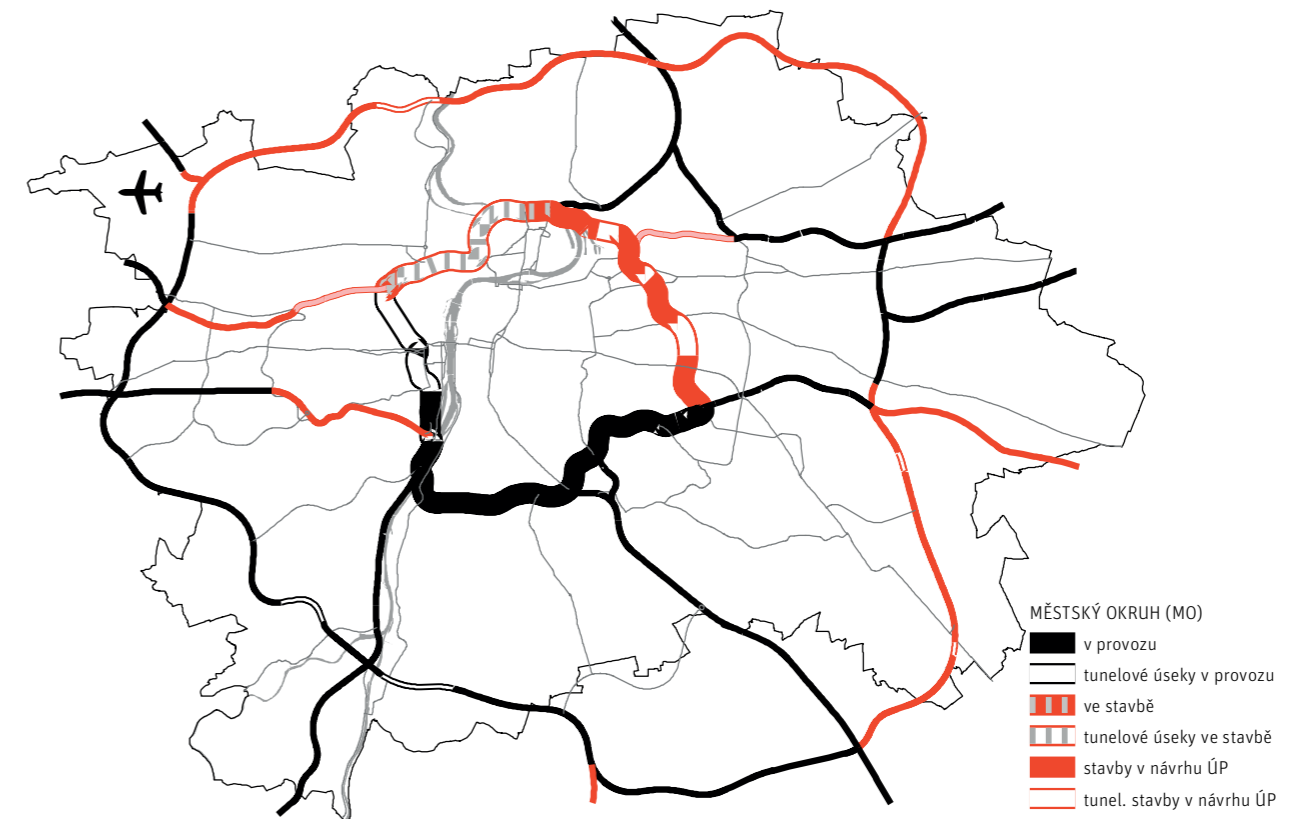 MĚSTSKÝ OKRUH (MO)
v provozu
tunelové úseky v provozu
ve stavbě
tunelové úseky ve stavbě
stavby v návrhu ÚP
tunel. stavby v návrhu ÚP